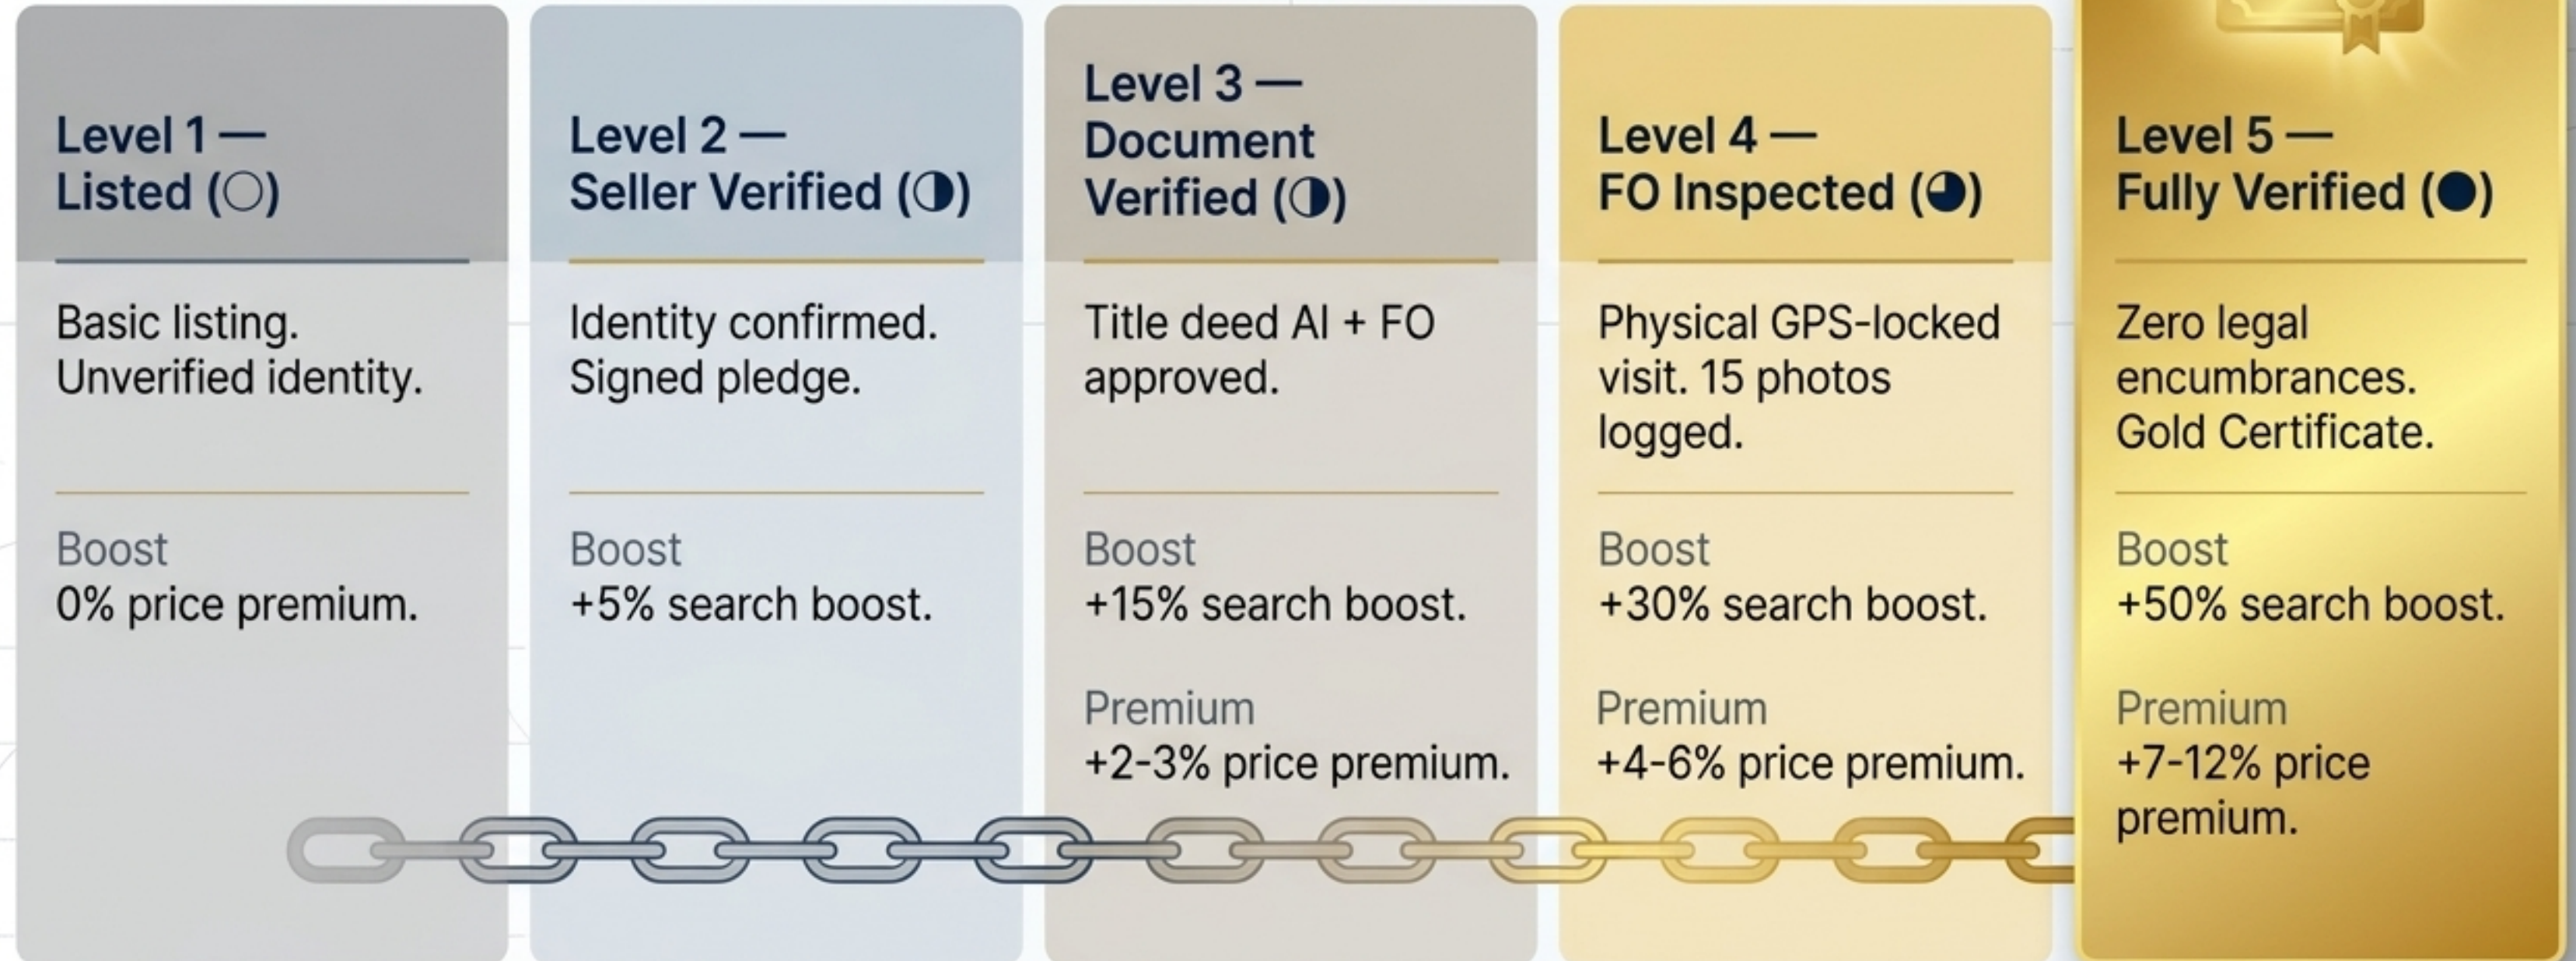 Level 1 —
Listed (○)
Basic listing.
Unverified identity.
Boost
0% price premium.
Level 2 —
Seller Verified (◑)
Identity confirmed.
Signed pledge.
Boost
+5% search boost.
Level 3 —
Document
Verified (◑)
Title deed AI + FO
approved.
Boost
+15% search boost.
Premium
+2-3% price premium.
Level 4 —
FO Inspected (◕)
Physical GPS-locked
visit. 15 photos
logged.
Boost
+30% search boost.
Premium
+4-6% price premium.
Level 5 —
Fully Verified (●)
Zero legal
encumbrances.
Gold Certificate.
Boost
+50% search boost.
Premium
+7-12% price
premium.